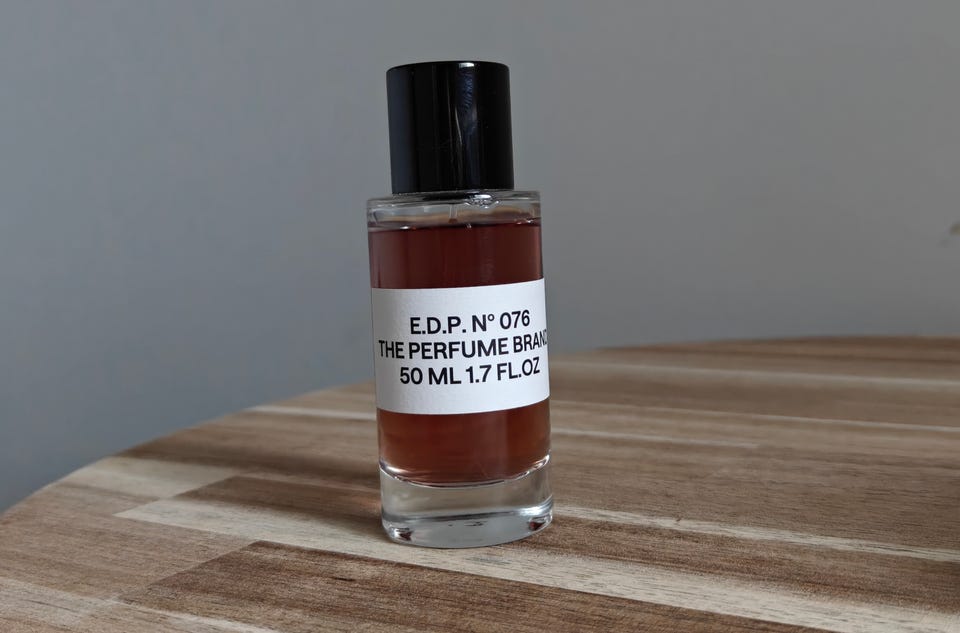 E.D.P. N° 076
THE PERFUME BRAND
50 ML 1.7 FL.OZ